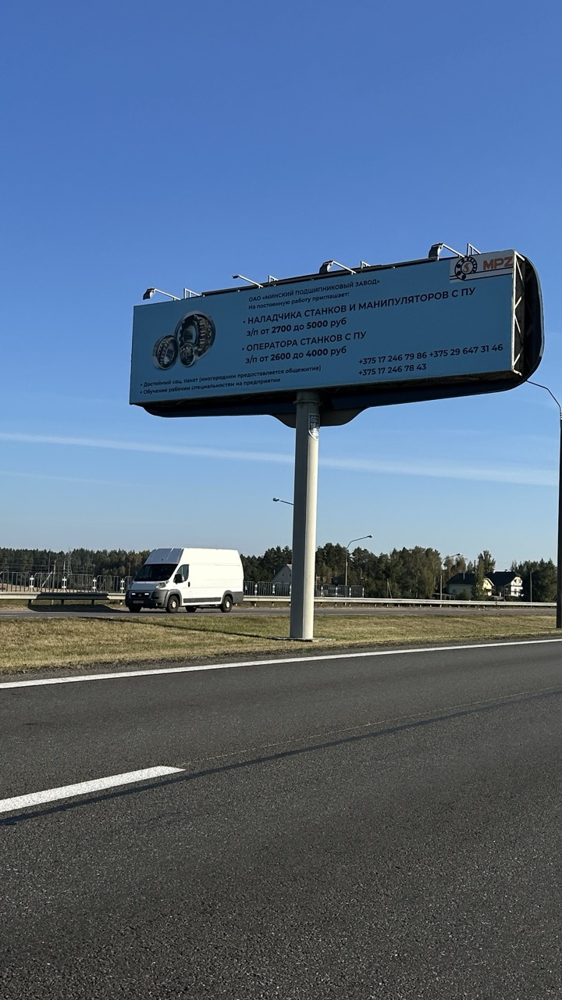 MPZ
ОАО «МИНСКИЙ ПОДШИПНИКОВЫЙ ЗАВОД»
На постоянную работу приглашает:
• НАЛАДЧИКА СТАНКОВ И МАНИПУЛЯТОРОВ С ПУ
з/п от 2700 до 5000 руб
• ОПЕРАТОРА СТАНКОВ С ПУ
з/п от 2600 до 4000 руб
• Достойный соц. пакет (иногородним предоставляется общежитие)
• Обучение рабочим специальностям на предприятии
+375 17 246 79 86 +375 29 647 31 46
+375 17 246 78 43